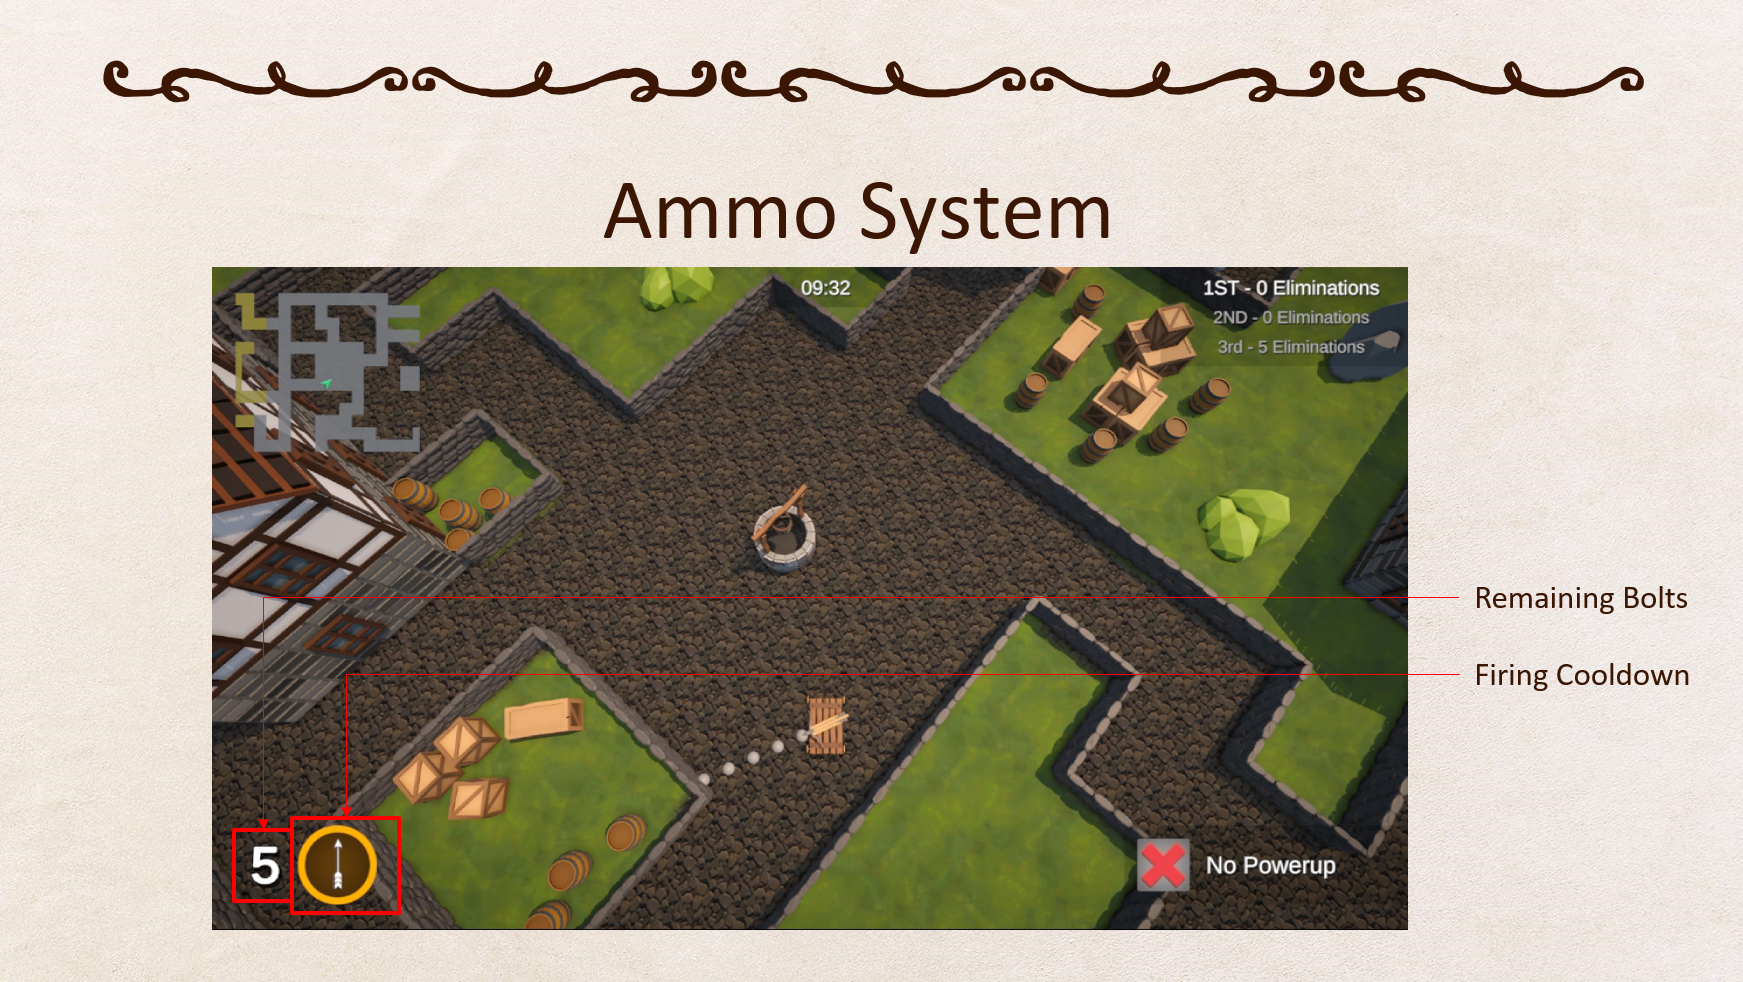 Ammo System
09:32
1ST - 0 Eliminations
2ND - 0 Eliminations
3rd - 5 Eliminations
Remaining Bolts
Firing Cooldown
5
No Powerup